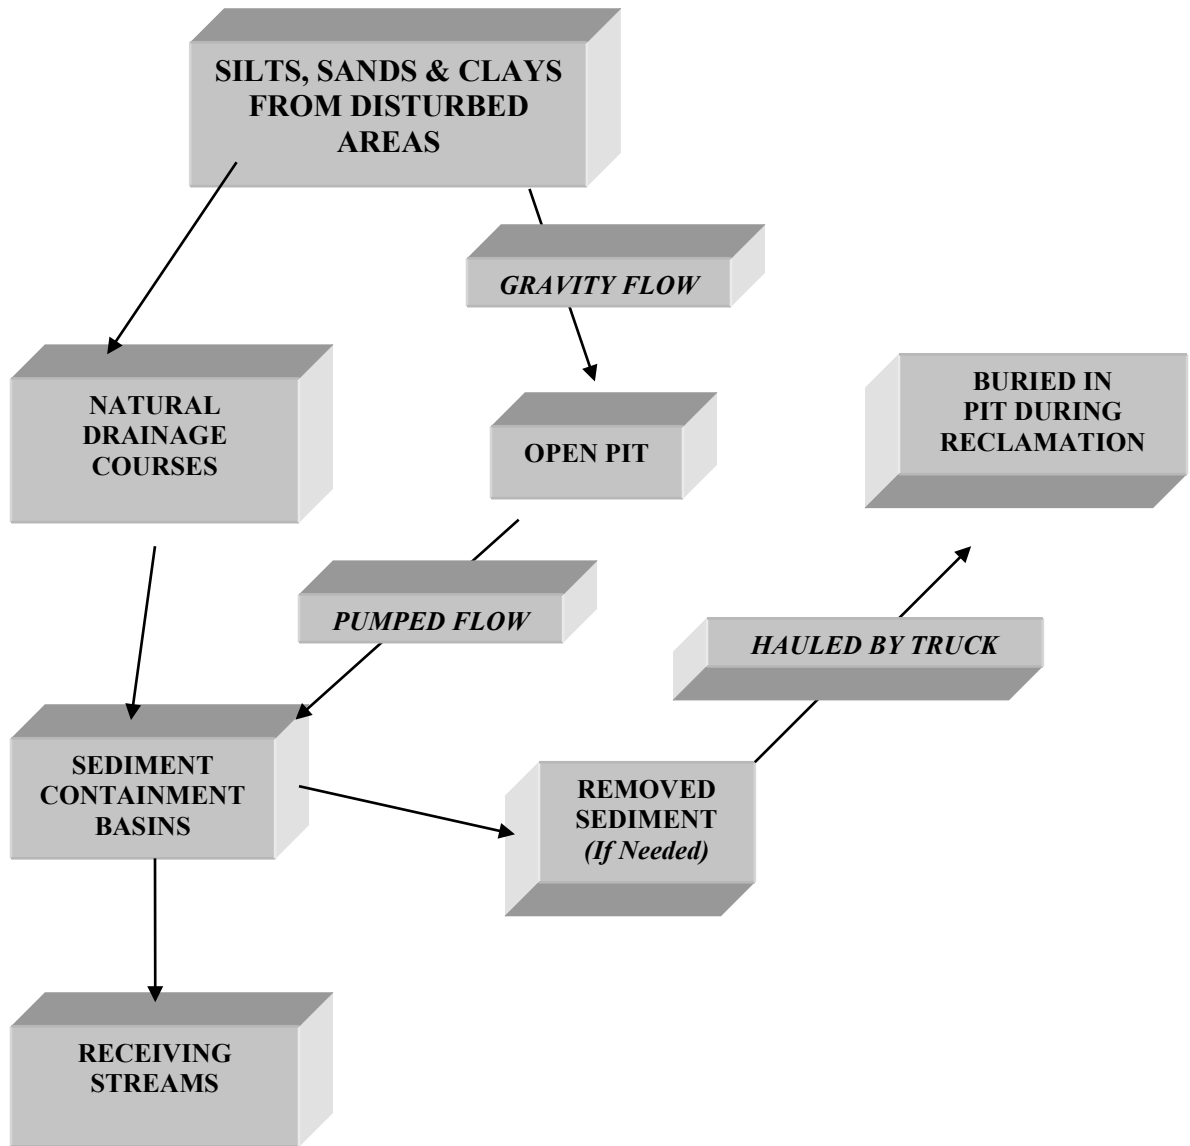 SILTS, SANDS & CLAYS
FROM DISTURBED
AREAS
GRAVITY FLOW
NATURAL
DRAINAGE
COURSES
OPEN PIT
BURIED IN
PIT DURING
RECLAMATION
PUMPED FLOW
HAULED BY TRUCK
SEDIMENT
CONTAINMENT
BASINS
REMOVED
SEDIMENT
(If Needed)
RECEIVING
STREAMS